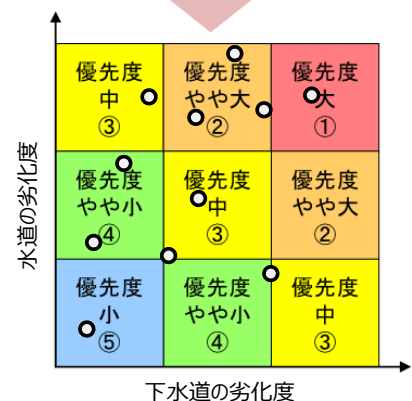 優先度
中
③
優先度
やや大
②
優先度
大
①
優先度
やや小
④
優先度
中
③
優先度
やや大
②
優先度
小
⑤
優先度
やや小
④
優先度
中
③
水道の劣化度
下水道の劣化度